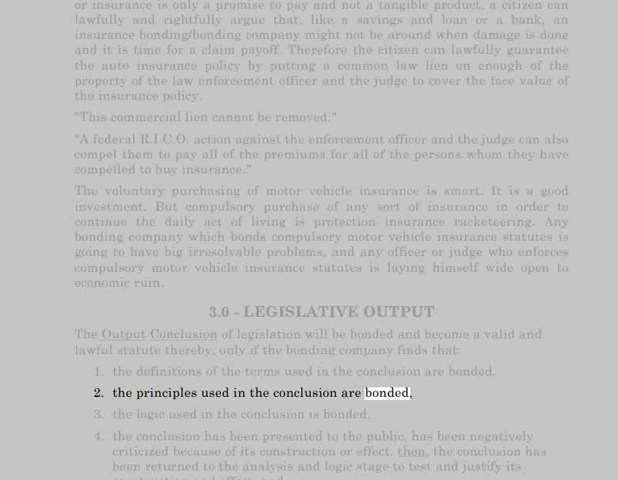 or insurance is only a promise to pay and not a tangible product, a citizen can
lawfully and rightfully argue that, like a savings and loan or a bank, an
insurance bonding/bonding company might not be around when damage is done
and it is time for a claim payoff. Therefore the citizen can lawfully guarantee
the auto insurance policy by putting a common law lien on enough of the
property of the law enforcement officer and the judge to cover the face value of
the insurance policy.
"This commercial lien cannot be removed."
"A federal R.I.C.O. action against the enforcement officer and the judge can also
compel them to pay all of the premiums for all of the persons whom they have
compelled to buy insurance."
The voluntary purchasing of motor vehicle insurance is smart. It is a good
investment. But compulsory purchase of any sort of insurance in order to
continue the daily act of living is protection insurance racketeering. Any
bonding company which bonds compulsory motor vehicle insurance statutes is
going to have big irresolvable problems, and any officer or judge who enforces
compulsory motor vehicle insurance statutes is laying himself wide open to
economic ruin.
3.0 - LEGISLATIVE OUTPUT
The Output Conclusion of legislation will be bonded and become a valid and
lawful statute thereby, only if the bonding company finds that:
1. the definitions of the terms used in the conclusion are bonded,
2. the principles used in the conclusion are bonded,
3. the logic used in the conclusion is bonded,
4. the conclusion has been presented to the public, has been negatively
criticized because of its construction or effect, then, the conclusion has
been returned to the analysis and logic stage to test and justify its